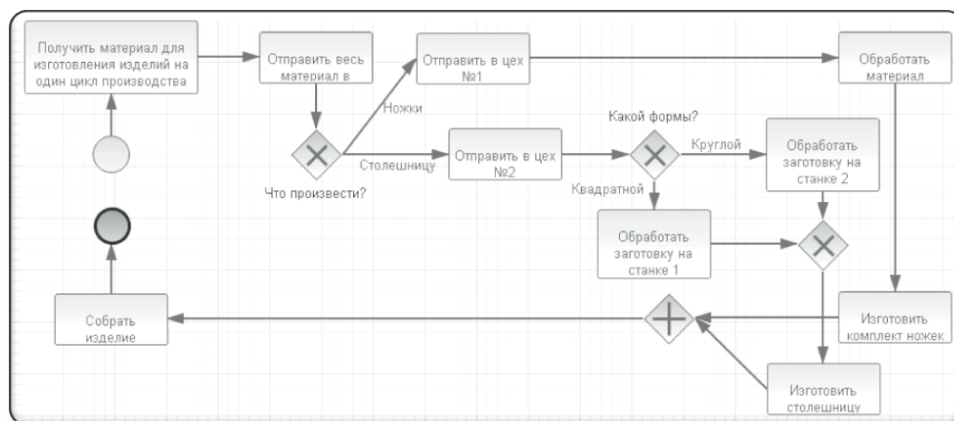 Получить материал для
изготовления изделий на
один цикл производства
Отправить весь
материал в
Отправить в цех
№1
Обработать
материал
Ножки
Что произвести?
Столешницу
Отправить в цех
№2
Какой формы?
Круглой
Квадратной
Обработать
заготовку на
станке 2
Обработать
заготовку на
станке 1
Собрать
изделие
Изготовить
комплект ножек
Изготовить
столешницу